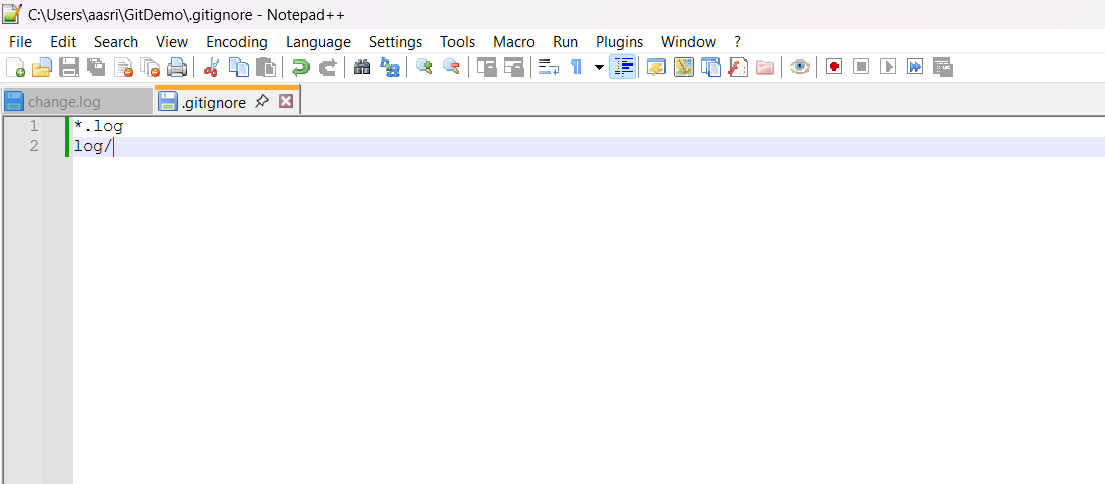 C:\Users\aasri\GitDemo\.gitignore - Notepad++
File Edit Search View Encoding Language Settings Tools Macro Run Plugins Window ?
change.log .gitignore
1 *.log
2 log/